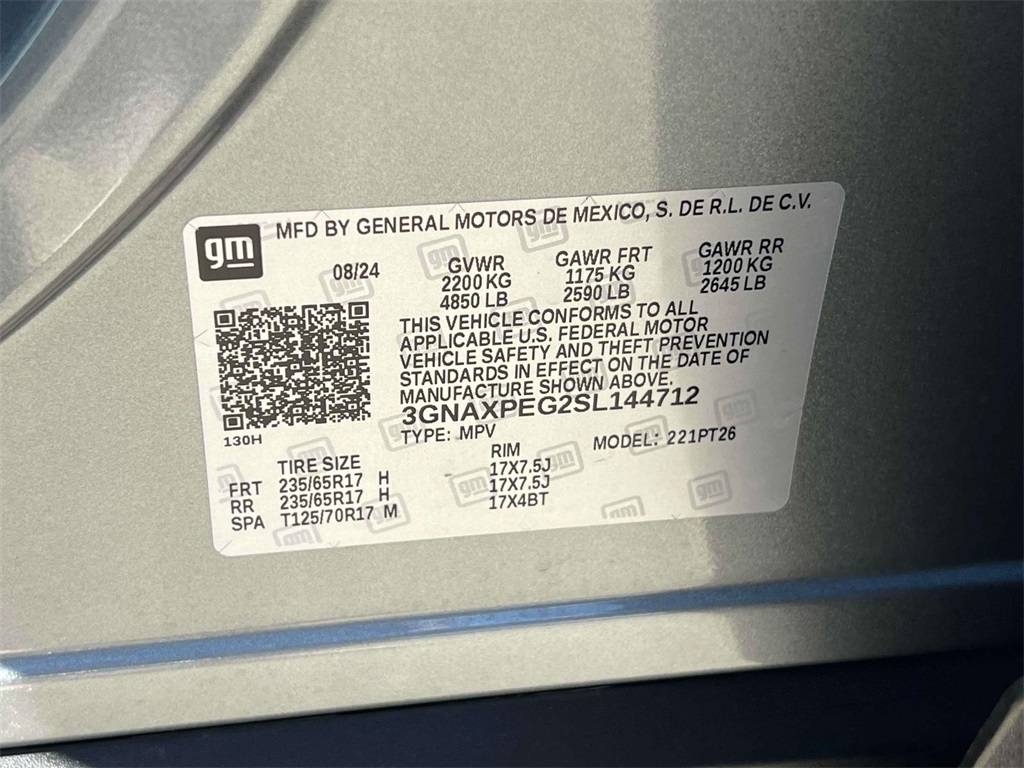 gm MFD BY GENERAL MOTORS DE MEXICO, S. DE R.L. DE C.V.
08/24 GVWR GAWR FRT GAWR RR
2200 KG 1175 KG 1200 KG
4850 LB 2590 LB 2645 LB
THIS VEHICLE CONFORMS TO ALL
APPLICABLE U.S. FEDERAL MOTOR
VEHICLE SAFETY AND THEFT PREVENTION
STANDARDS IN EFFECT ON THE DATE OF
MANUFACTURE SHOWN ABOVE.
3GNAXPEG2SL144712
130H
TYPE: MPV MODEL: 221PT26
TIRE SIZE RIM
FRT 235/65R17 H 17X7.5J
RR 235/65R17 H 17X7.5J
SPA T125/70R17 M 17X4BT